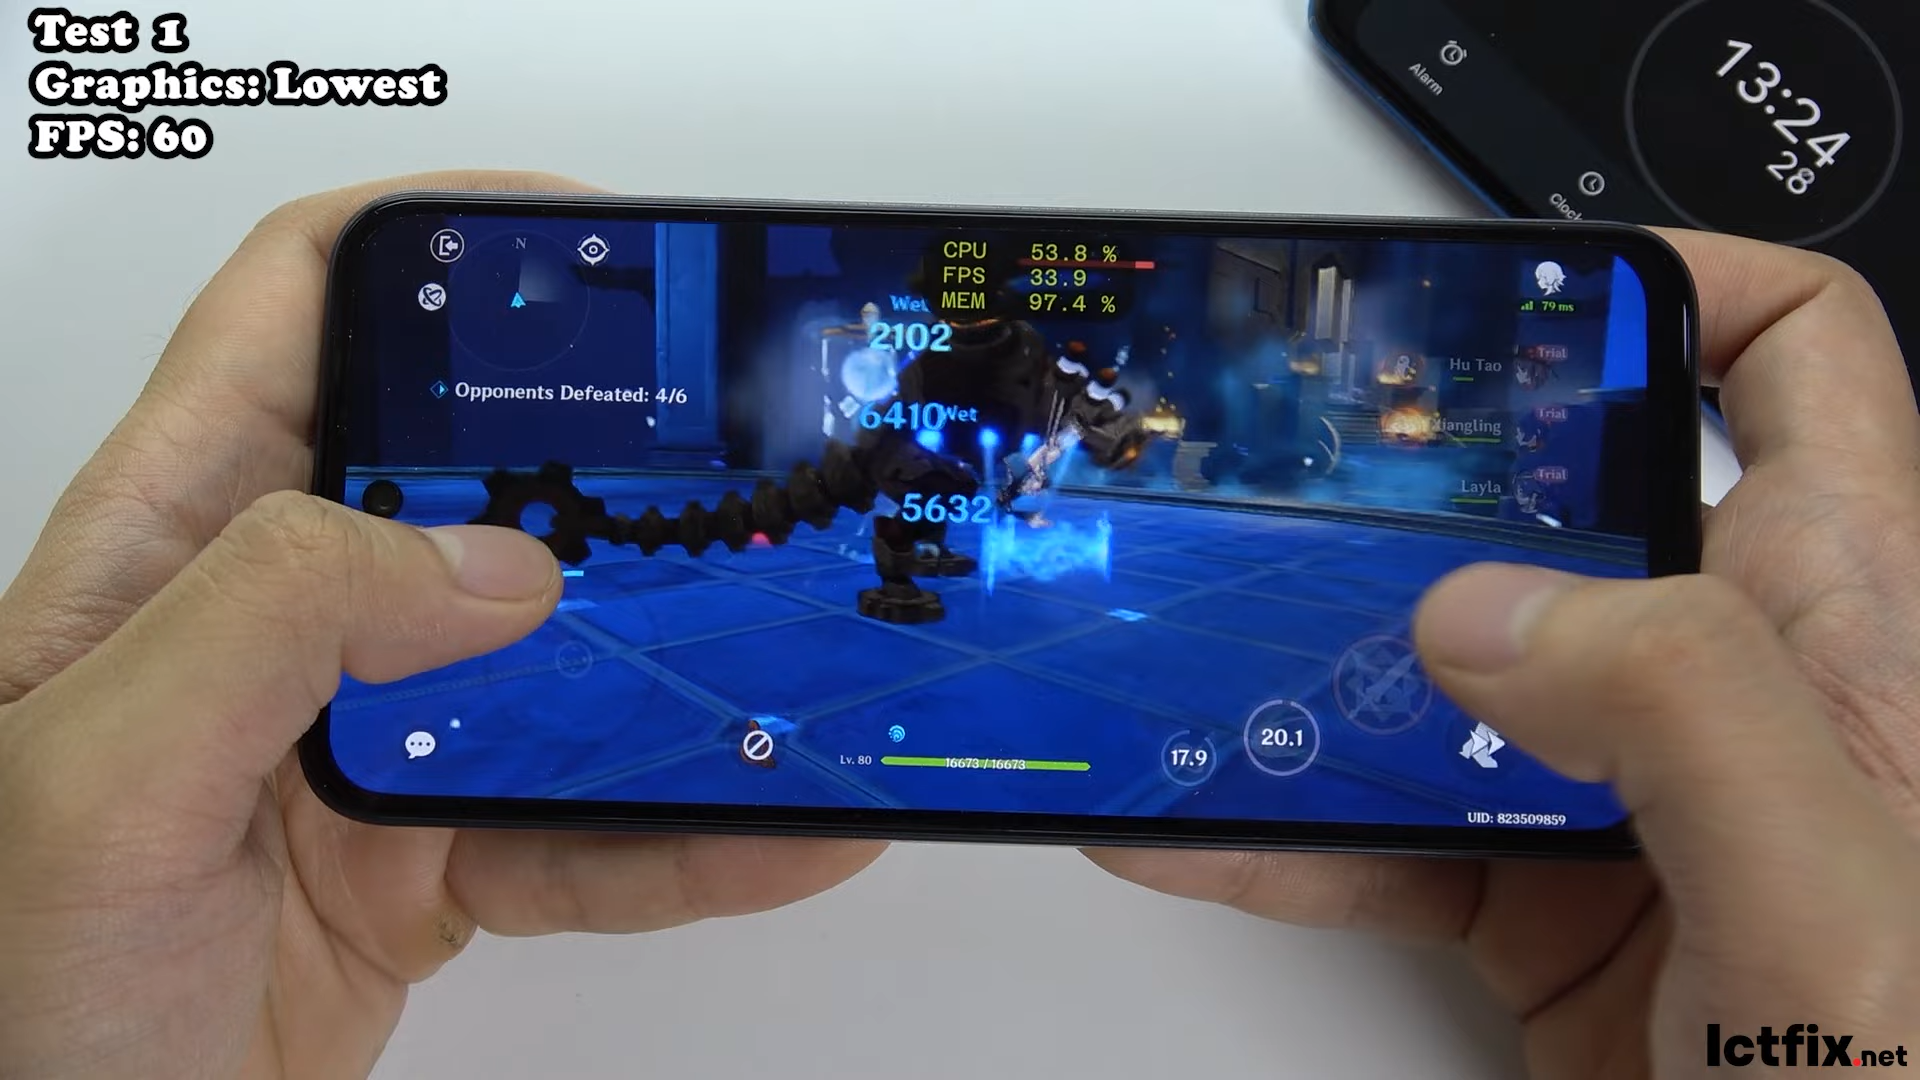 Test 1
Graphics: Lowest
FPS: 60
Alarm
13:24
28
Clock
N
CPU 53.8 %
FPS 33.9
MEM 97.4 %
79 ms
Wet
2102
Opponents Defeated: 4/6
6410
Wet
5632
Hu Tao
Trial
Xiangling
Trial
Layla
Trial
Lv. 80
16673 / 16673
17.9
20.1
UID: 823509859
Ictfix.net